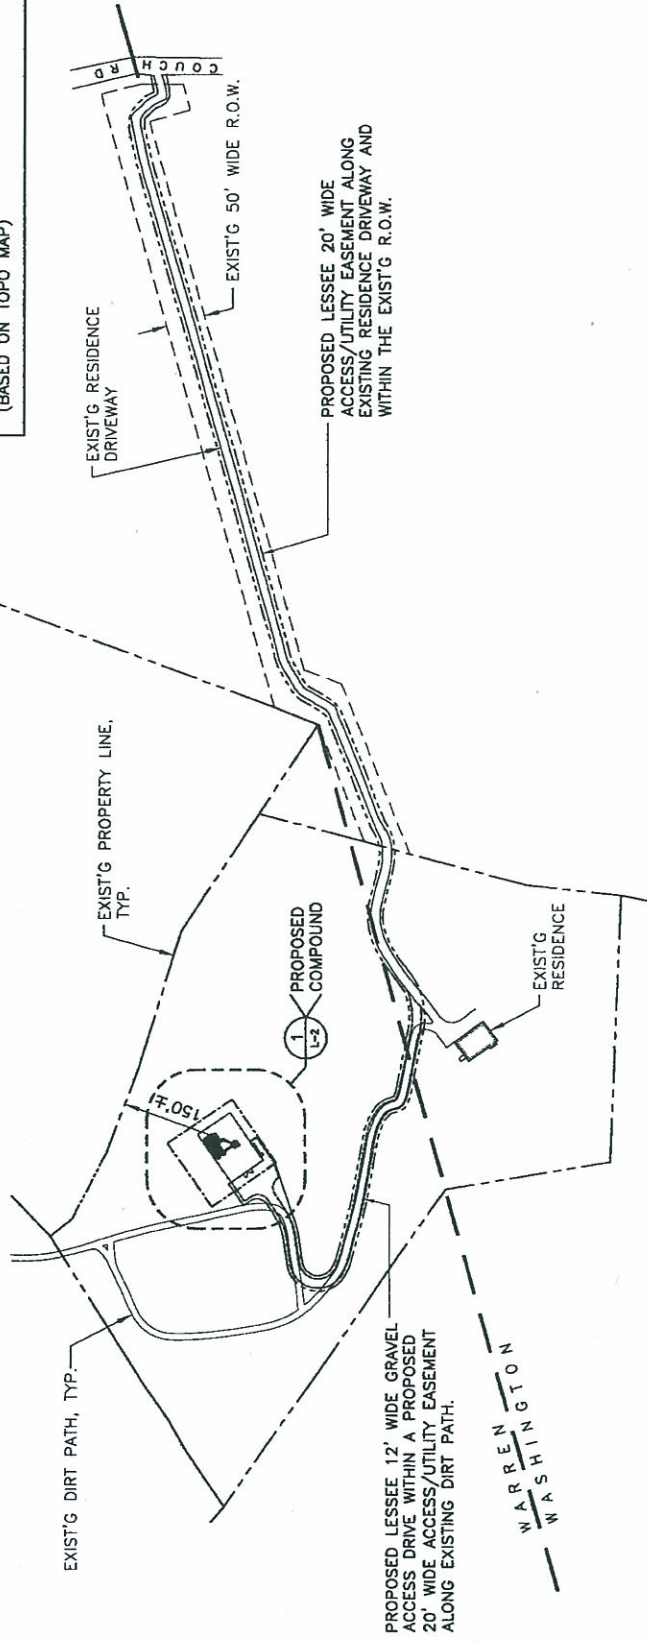 (BASED ON TOPO MAP)
COUCH RD
EXIST'G 50' WIDE R.O.W.
EXIST'G RESIDENCE
DRIVEWAY
PROPOSED LESSEE 20' WIDE
ACCESS/UTILITY EASEMENT ALONG
EXISTING RESIDENCE DRIVEWAY AND
WITHIN THE EXIST'G R.O.W.
EXIST'G PROPERTY LINE,
TYP.
1
L-2
PROPOSED
COMPOUND
150'±
EXIST'G
RESIDENCE
EXIST'G DIRT PATH, TYP.
PROPOSED LESSEE 12' WIDE GRAVEL
ACCESS DRIVE WITHIN A PROPOSED
20' WIDE ACCESS/UTILITY EASEMENT
ALONG EXISTING DIRT PATH.
WARREN
WASHINGTON